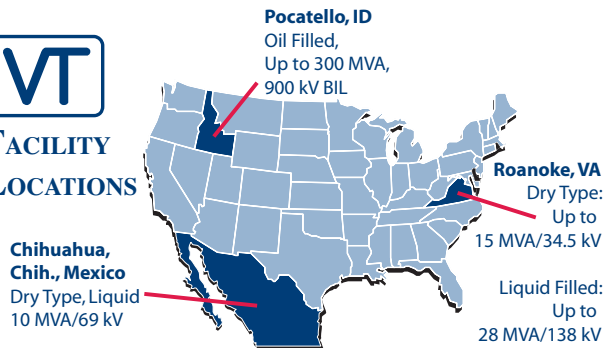 Pocatello, ID
Oil Filled,
Up to 300 MVA,
900 kV BIL
VT
FACILITY
LOCATIONS
Roanoke, VA
Dry Type:
Up to
15 MVA/34.5 kV
Liquid Filled:
Up to
28 MVA/138 kV
Chihuahua,
Chih., Mexico
Dry Type, Liquid
10 MVA/69 kV